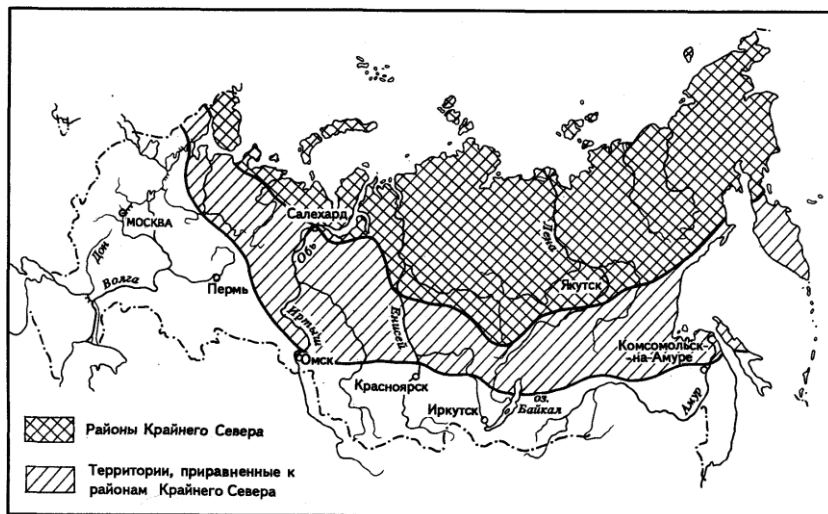 Салехард
МОСКВА
Дон
Волга
Пермь
Обь
Иртыш
Омск
Енисей
Красноярск
Лена
Якутск
Иркутск
оз.
Байкал
Комсомольск-
на-Амуре
Амур
Районы Крайнего Севера
Территории, приравненные к
районам Крайнего Севера